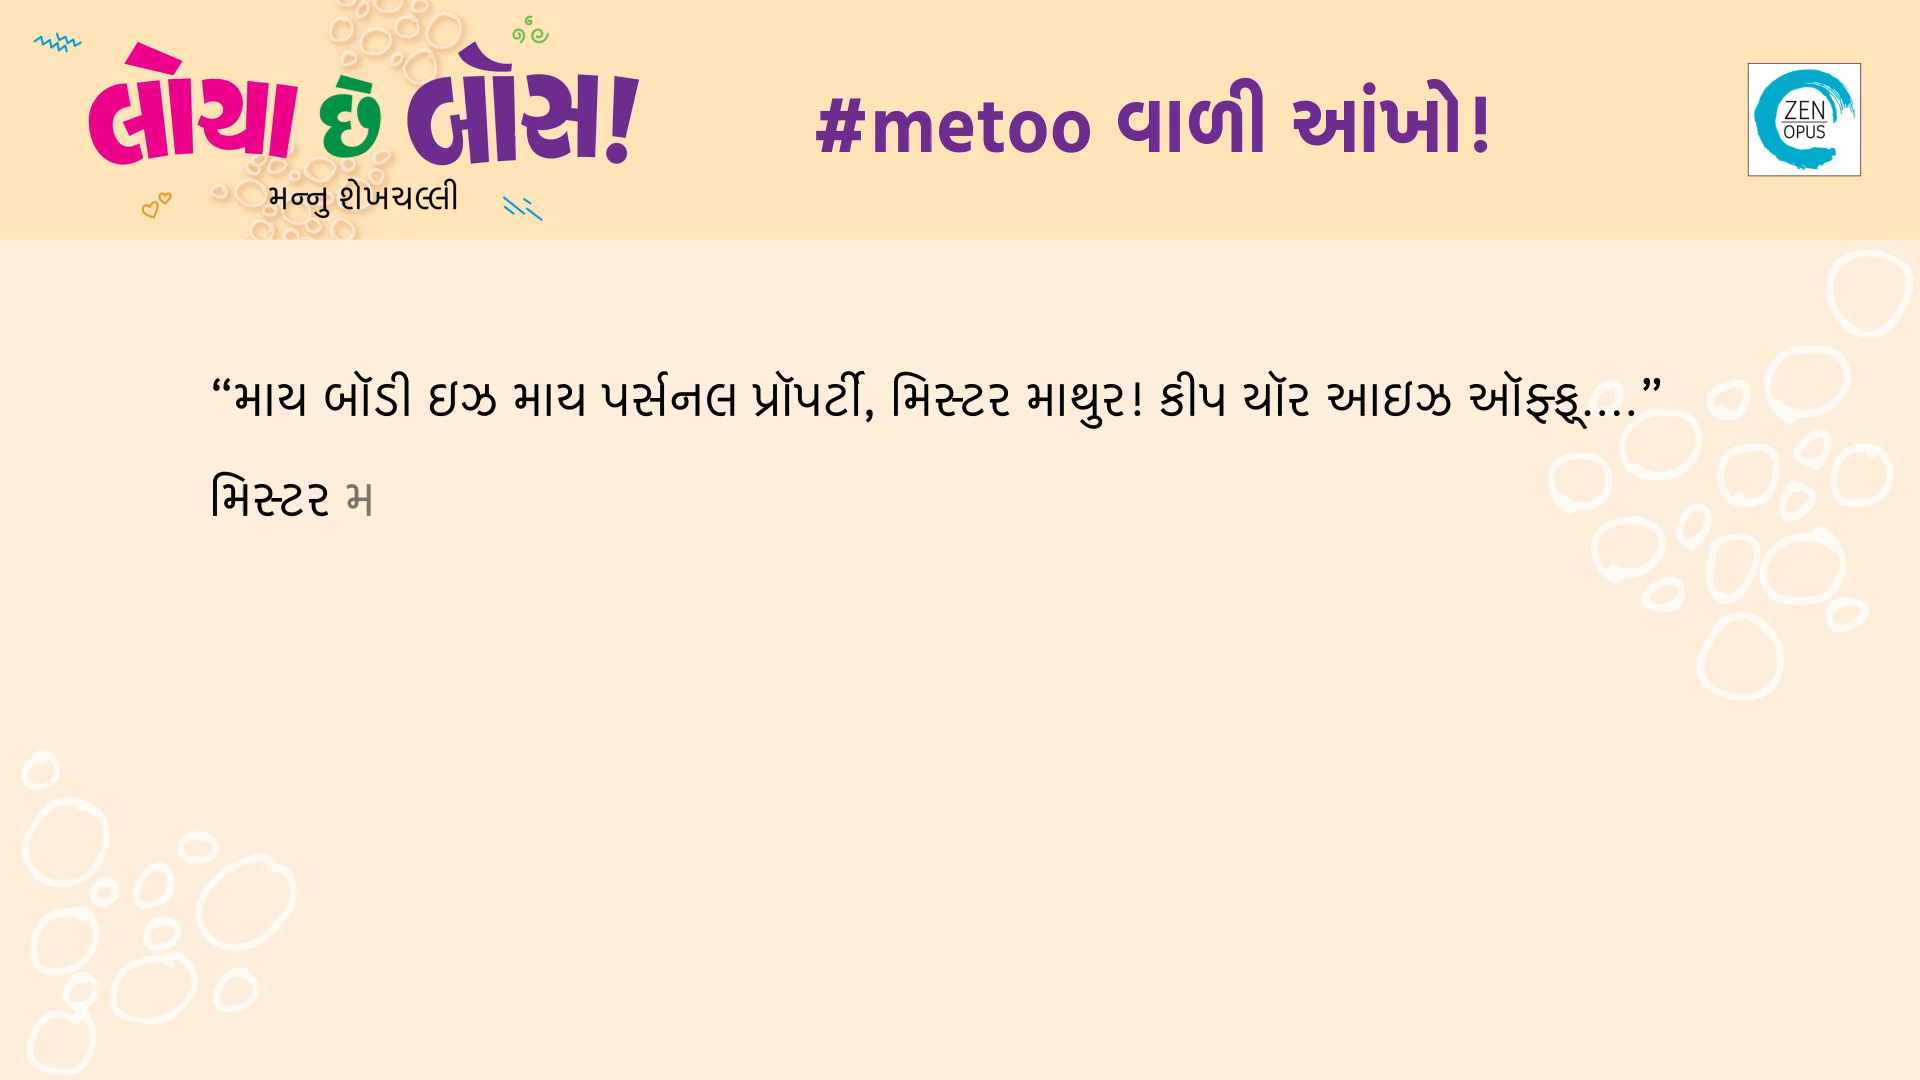 લોચા છે બૉસ!
મન્નુ શેખચલ્લી
#metoo વાળી આંખો!
ZEN
OPUS
“માય બૉડી ઇઝ માય પર્સનલ પ્રૉપર્ટી, મિસ્ટર માથુર! કીપ યૉર આઇઝ ઑફ્ફ્....”
મિસ્ટર મ